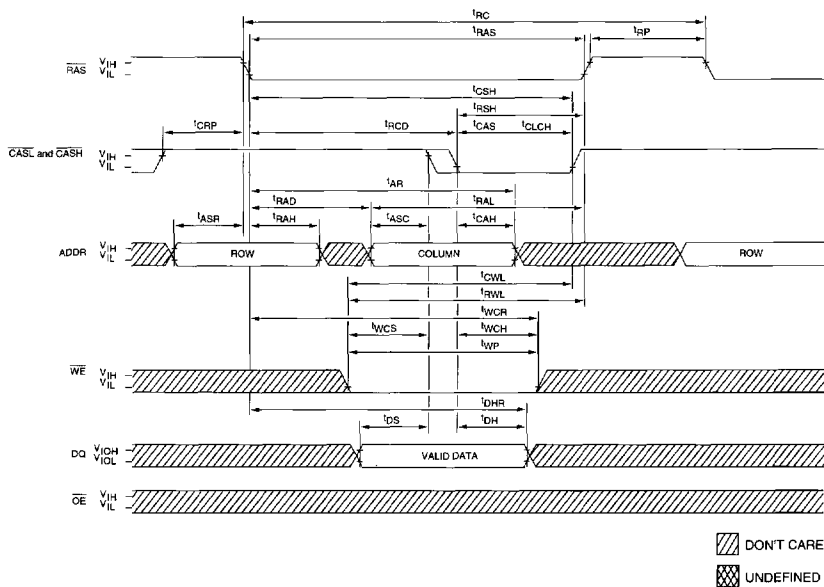 tRC
tRAS
tRP
RAS VIH
VIL
tCSH
tRSH
tCRP
tRCD
tCAS
tCLCH
CASL and CASH VIH
VIL
tAR
tRAD
tRAL
tASR
tRAH
tASC
tCAH
ADDR VIH
VIL
ROW
COLUMN
ROW
tCWL
tRWL
tWCR
tWCS
tWCH
tWP
WE VIH
VIL
tDHR
tDS
tDH
DQ VIOH
VIOL
VALID DATA
OE VIH
VIL
DON'T CARE
UNDEFINED